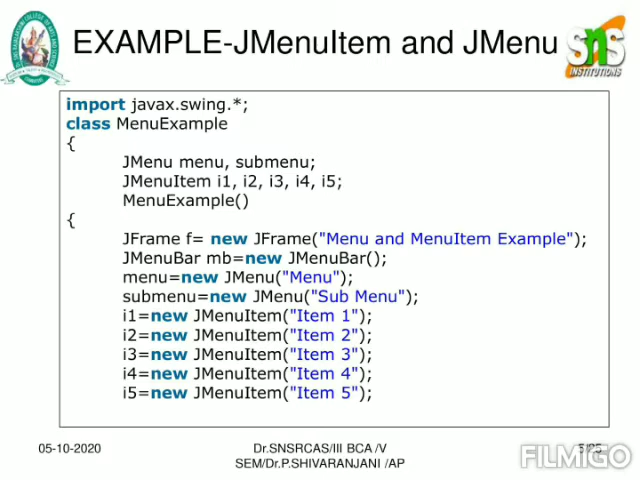 EXAMPLE-JMenuItem and JMenu
SNS
INSTITUTIONS
import javax.swing.*;
class MenuExample
{
JMenu menu, submenu;
JMenuItem i1, i2, i3, i4, i5;
MenuExample()
{
JFrame f= new JFrame("Menu and MenuItem Example");
JMenuBar mb=new JMenuBar();
menu=new JMenu("Menu");
submenu=new JMenu("Sub Menu");
i1=new JMenuItem("Item 1");
i2=new JMenuItem("Item 2");
i3=new JMenuItem("Item 3");
i4=new JMenuItem("Item 4");
i5=new JMenuItem("Item 5");
05-10-2020
Dr.SNSRCAS/III BCA /V
SEM/Dr.P.SHIVARANJANI /AP
FILMIGO